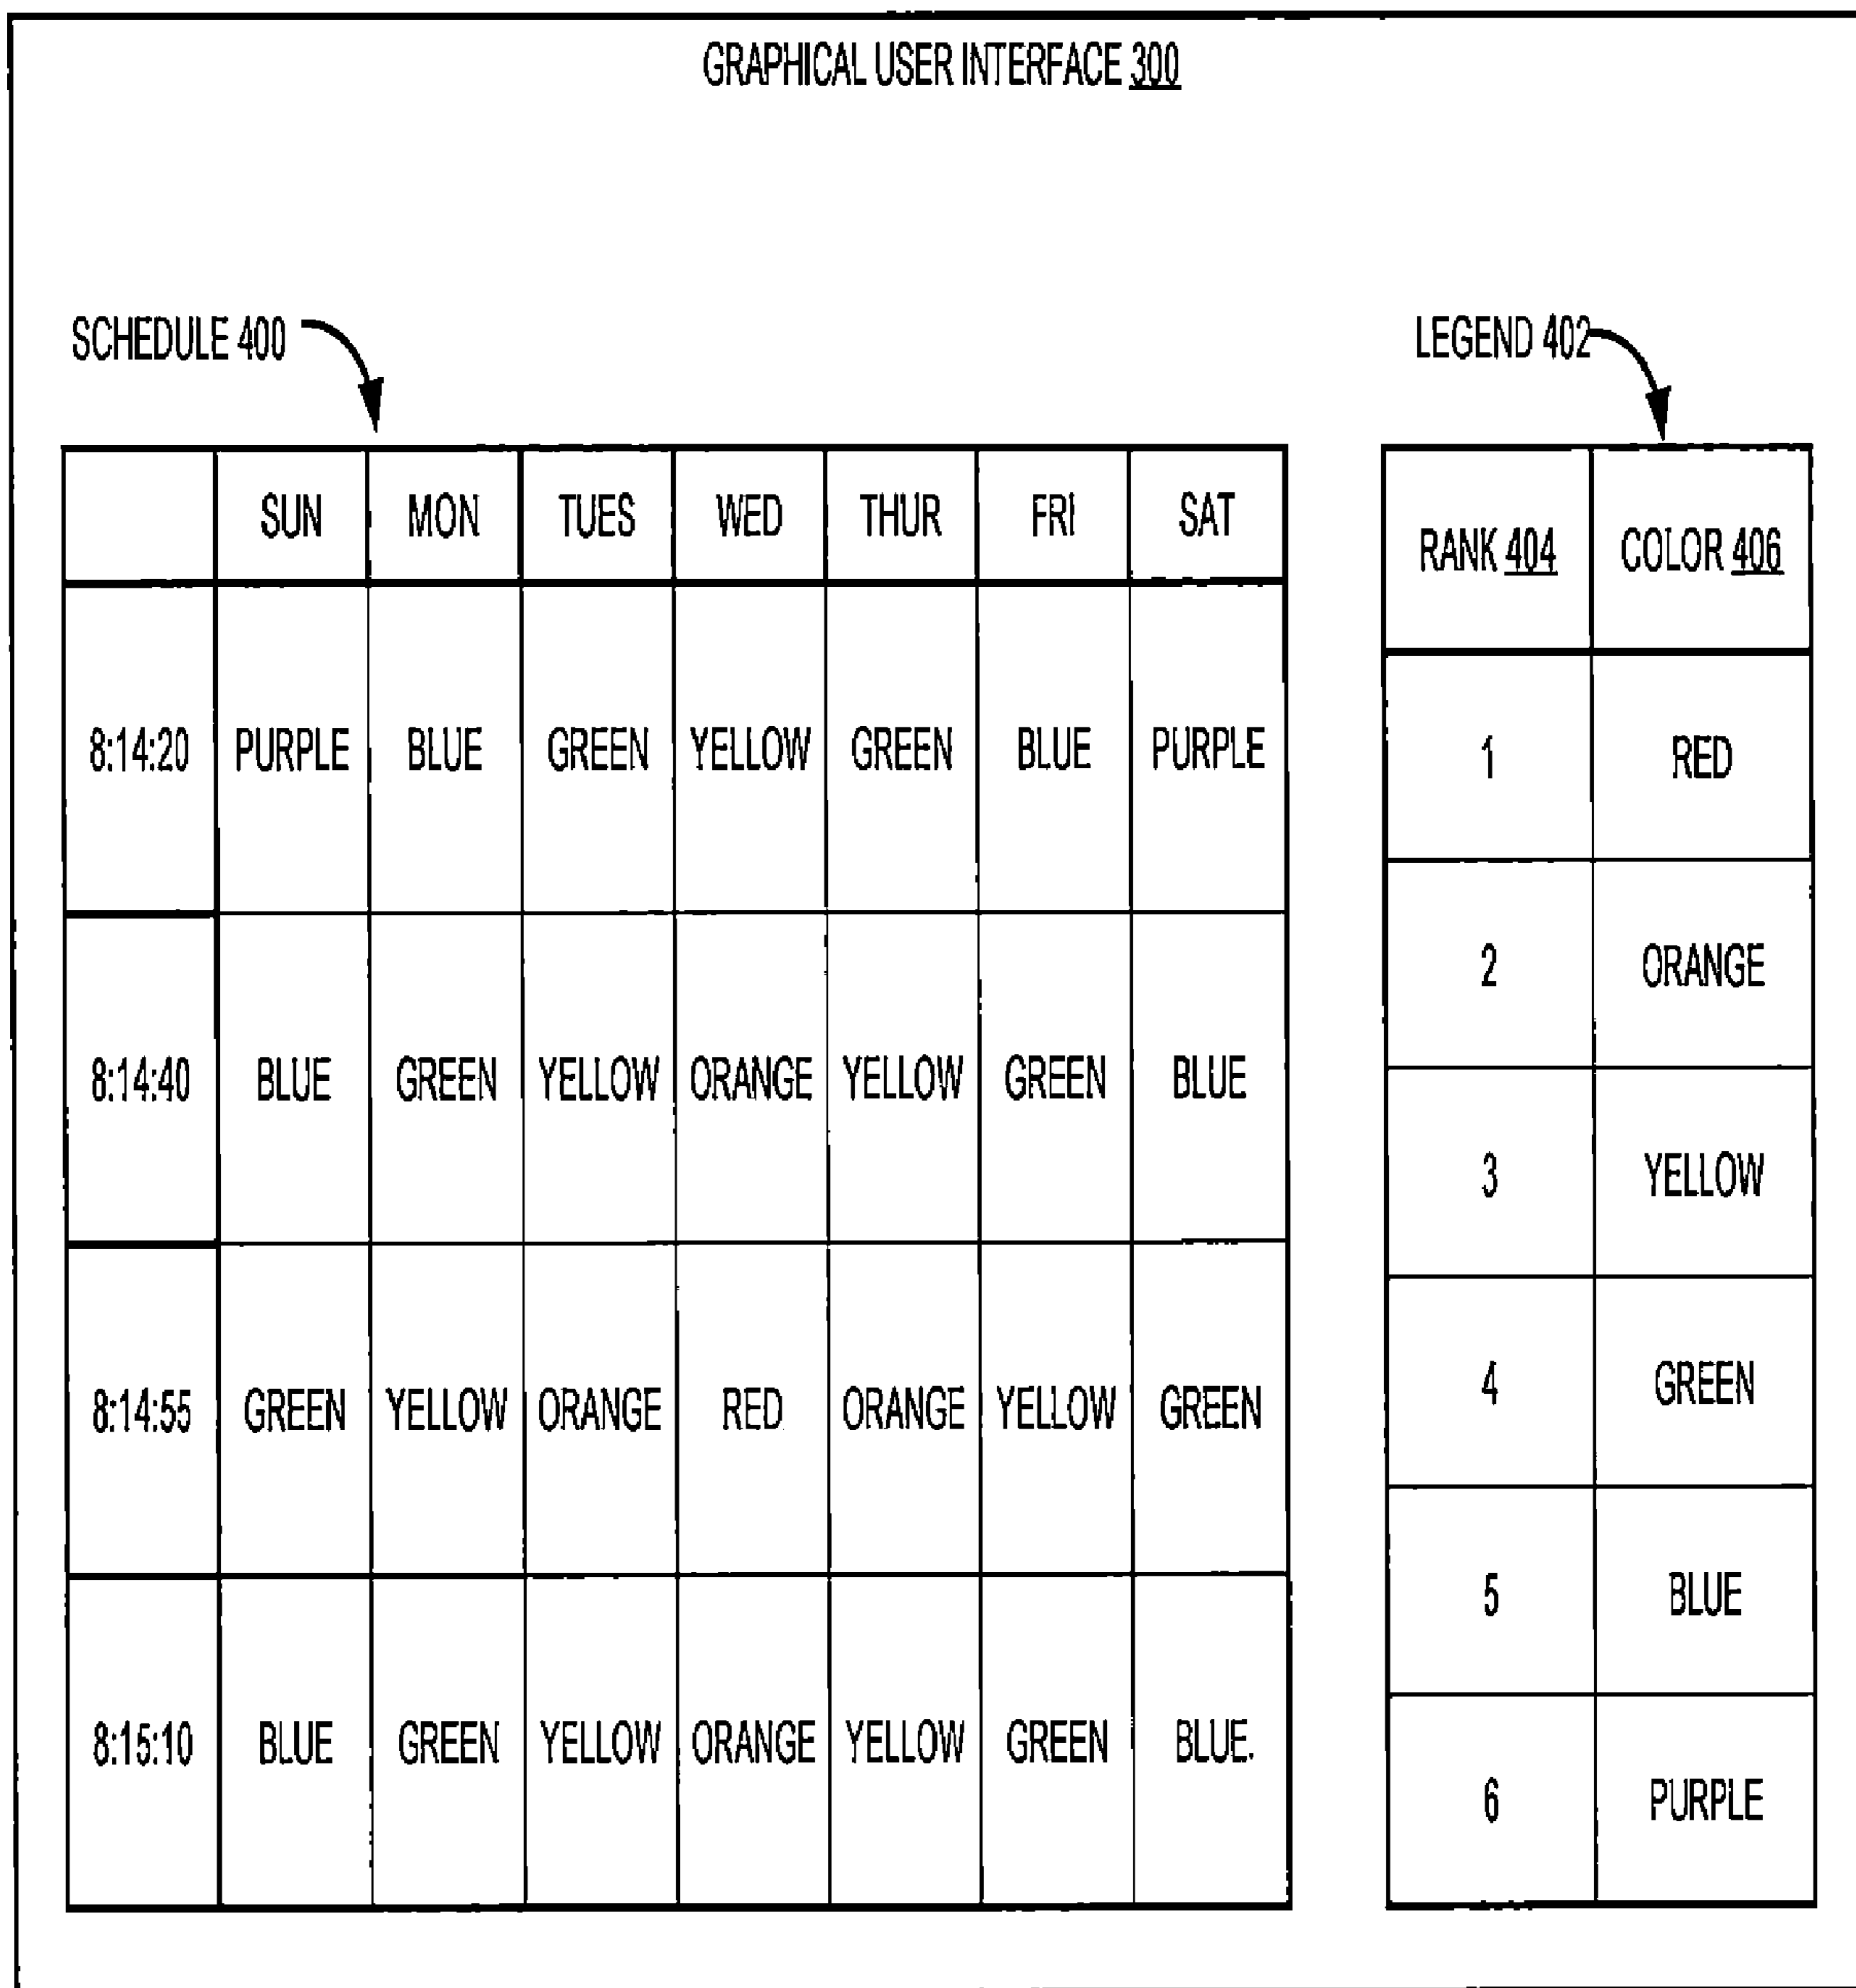 GRAPHICAL USER INTERFACE 300
SCHEDULE 400
LEGEND 402
SUN MON TUES WED THUR FRI SAT
8:14:20 PURPLE BLUE GREEN YELLOW GREEN BLUE PURPLE
8:14:40 BLUE GREEN YELLOW ORANGE YELLOW GREEN BLUE
8:14:55 GREEN YELLOW ORANGE RED ORANGE YELLOW GREEN
8:15:10 BLUE GREEN YELLOW ORANGE YELLOW GREEN BLUE.
RANK 404 COLOR 406
1 RED
2 ORANGE
3 YELLOW
4 GREEN
5 BLUE
6 PURPLE